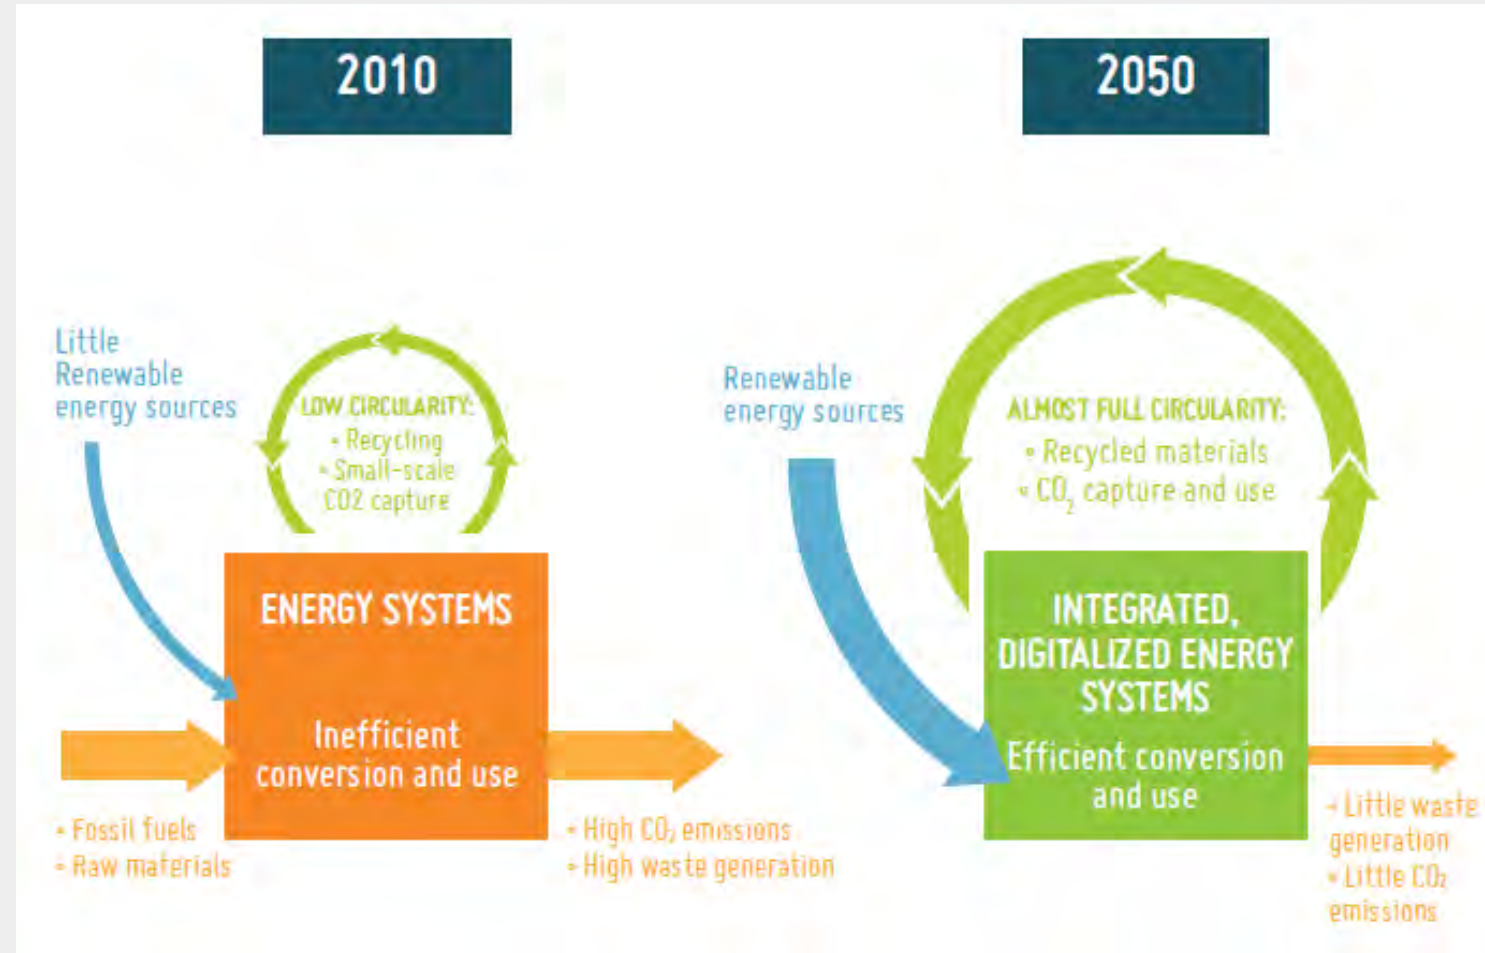 2010
Little
Renewable
energy sources
LOW CIRCULARITY:
• Recycling
• Small-scale
CO2 capture
ENERGY SYSTEMS
Inefficient
conversion and use
• Fossil fuels
• Raw materials
• High CO₂ emissions
• High waste generation
2050
Renewable
energy sources
ALMOST FULL CIRCULARITY:
• Recycled materials
• CO₂ capture and use
INTEGRATED,
DIGITALIZED ENERGY
SYSTEMS
Efficient conversion
and use
• Little waste
generation
• Little CO₂
emissions